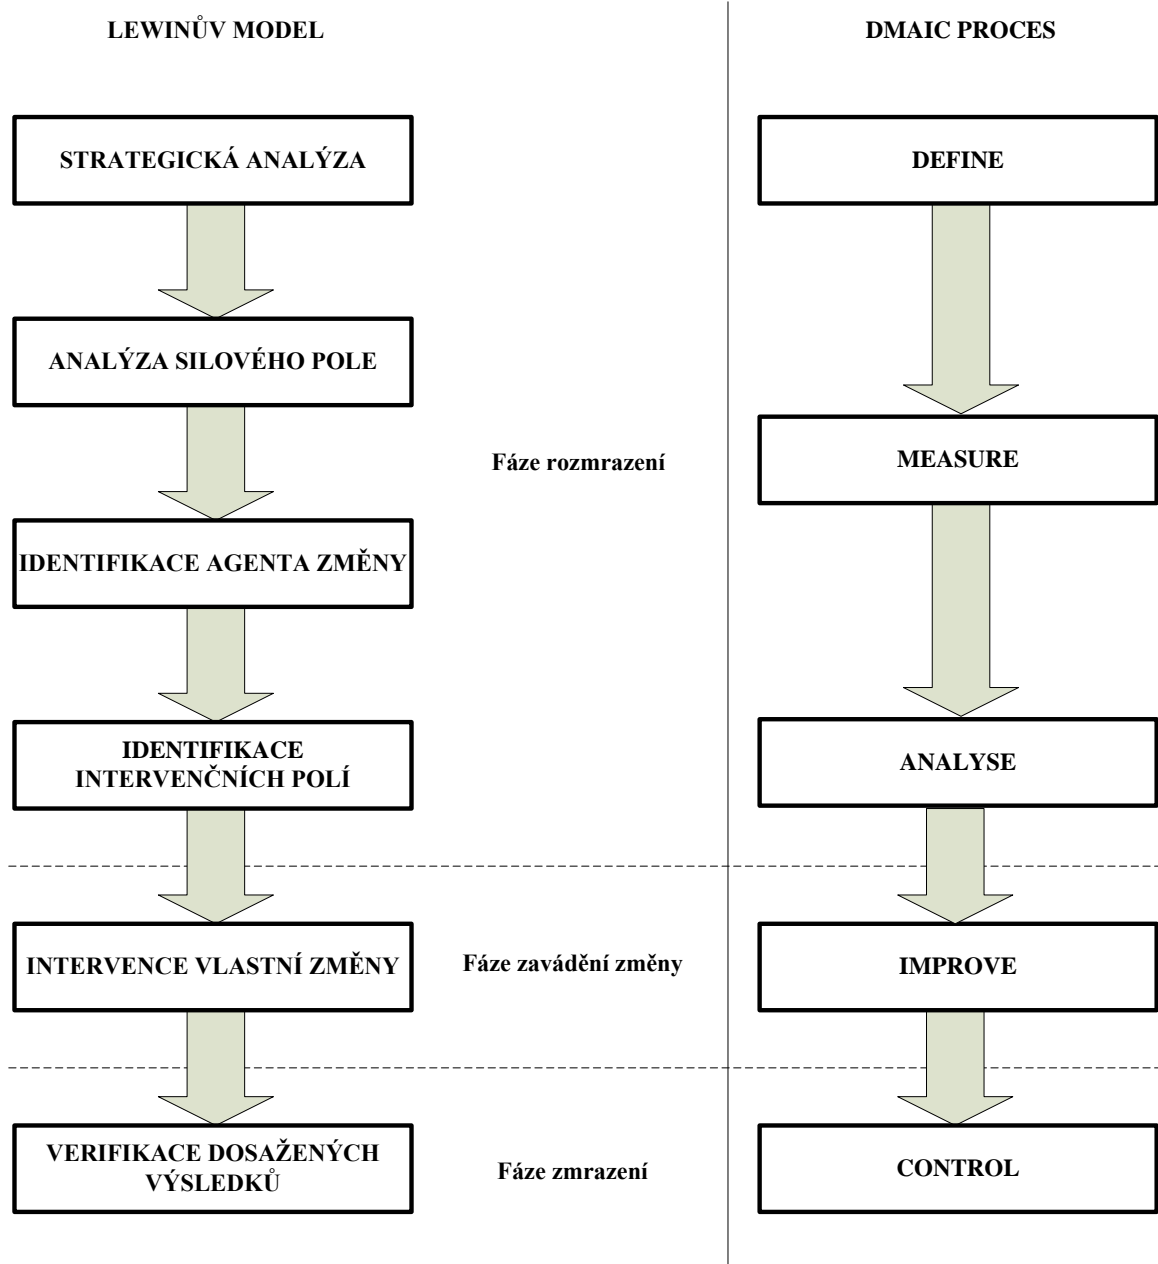 LEWINŮV MODEL
DMAIC PROCES
STRATEGICKÁ ANALÝZA
DEFINE
ANALÝZA SILOVÉHO POLE
Fáze rozmrazení
MEASURE
IDENTIFIKACE AGENTA ZMĚNY
IDENTIFIKACE
INTERVENČNÍCH POLÍ
ANALYSE
INTERVENCE VLASTNÍ ZMĚNY
Fáze zavádění změny
IMPROVE
VERIFIKACE DOSAŽENÝCH
VÝSLEDKŮ
Fáze zmrazení
CONTROL